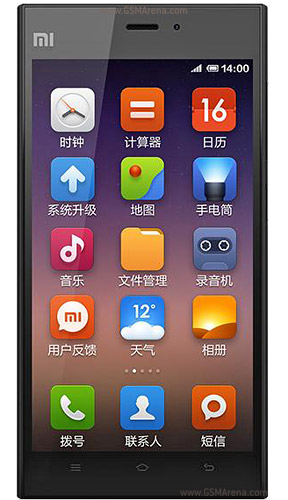 www.GSMArena.com
mi
14:00
16
时钟 计算器 日历
系统升级 地图 手电筒
音乐 文件管理 录音机
mi 12°
用户反馈 天气 相册
拨号 联系人 短信
© GSMArena.com